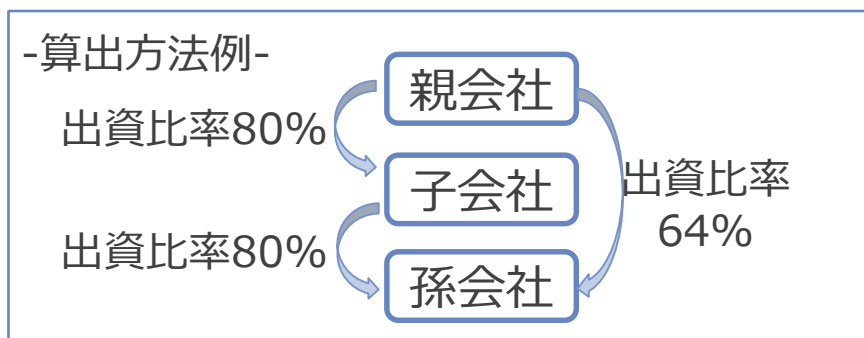 -算出方法例-
親会社
出資比率80%
子会社
出資比率
64%
出資比率80%
孫会社